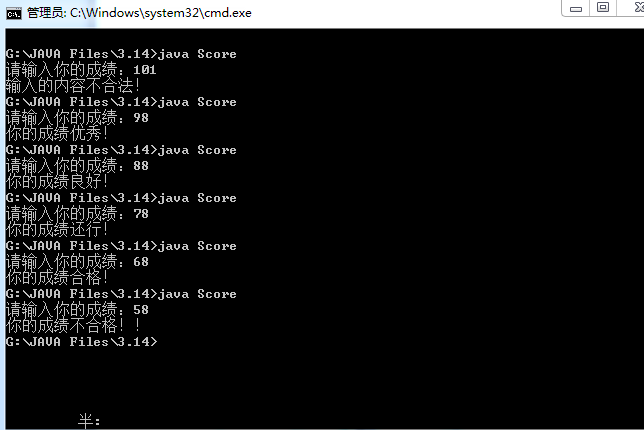 管理员: C:\Windows\system32\cmd.exe
G:\JAVA Files\3.14>java Score
请输入你的成绩：101
输入的内容不合法！
G:\JAVA Files\3.14>java Score
请输入你的成绩：98
你的成绩优秀！
G:\JAVA Files\3.14>java Score
请输入你的成绩：88
你的成绩良好！
G:\JAVA Files\3.14>java Score
请输入你的成绩：78
你的成绩还行！
G:\JAVA Files\3.14>java Score
请输入你的成绩：68
你的成绩合格！
G:\JAVA Files\3.14>java Score
请输入你的成绩：58
你的成绩不合格！！
G:\JAVA Files\3.14>
半：